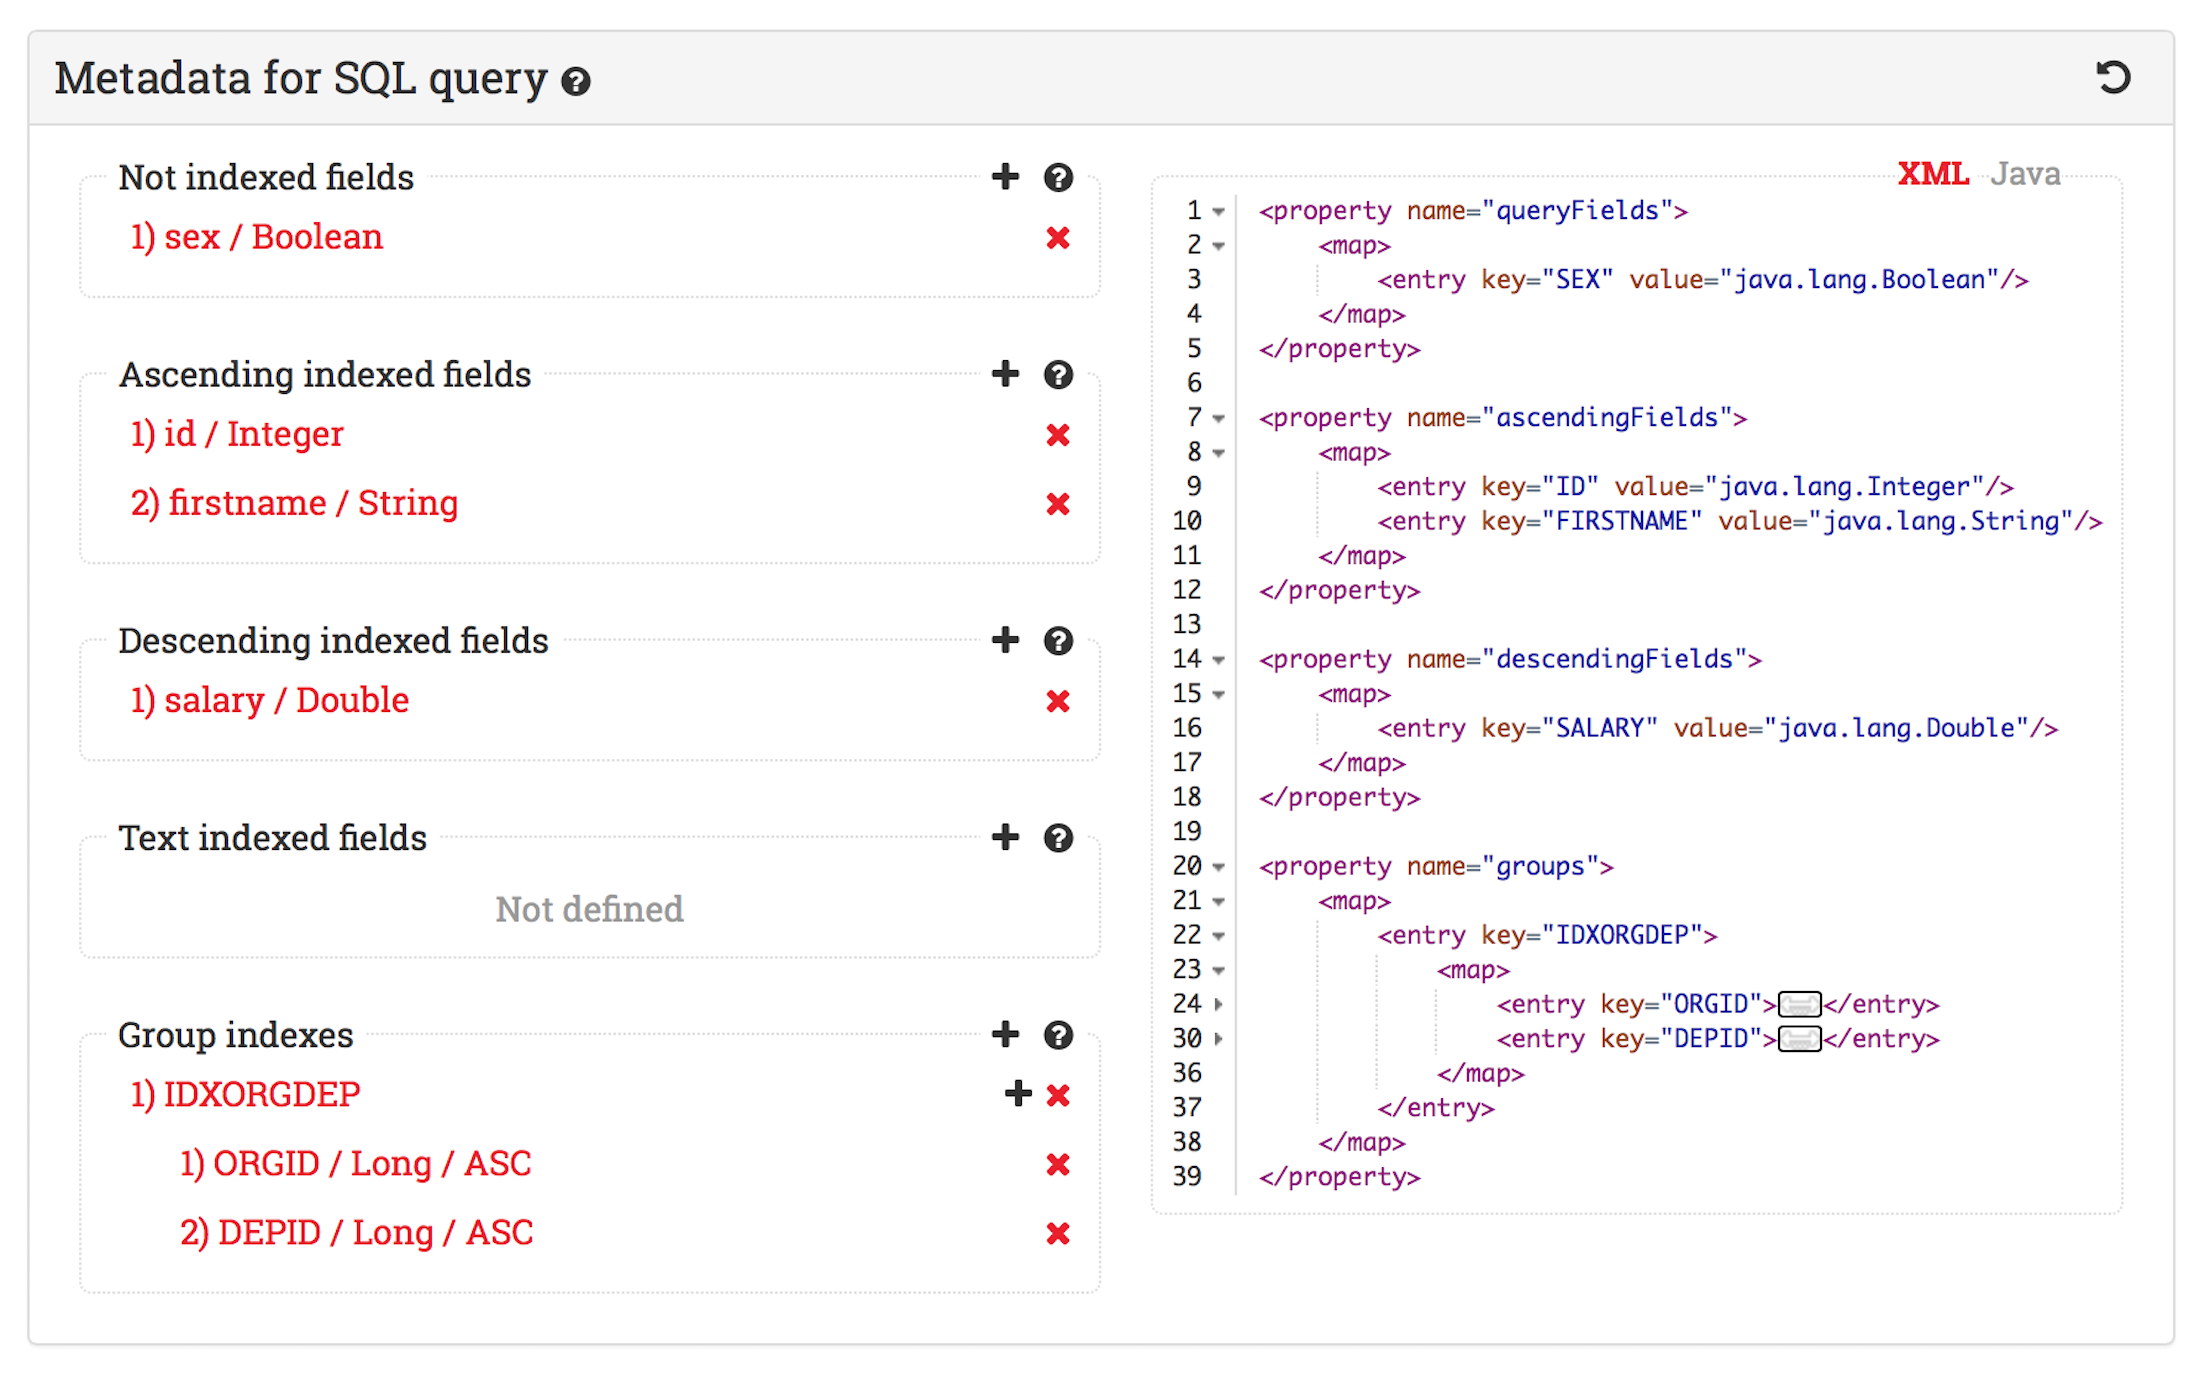 Metadata for SQL query
Not indexed fields
1) sex / Boolean
Ascending indexed fields
1) id / Integer
2) firstname / String
Descending indexed fields
1) salary / Double
Text indexed fields
Not defined
Group indexes
1) IDXORGDEP
1) ORGID / Long / ASC
2) DEPID / Long / ASC
XML Java
1 <property name="queryFields">
2 <map>
3 <entry key="SEX" value="java.lang.Boolean"/>
4 </map>
5 </property>
6
7 <property name="ascendingFields">
8 <map>
9 <entry key="ID" value="java.lang.Integer"/>
10 <entry key="FIRSTNAME" value="java.lang.String"/>
11 </map>
12 </property>
13
14 <property name="descendingFields">
15 <map>
16 <entry key="SALARY" value="java.lang.Double"/>
17 </map>
18 </property>
19
20 <property name="groups">
21 <map>
22 <entry key="IDXORGDEP">
23 <map>
24 <entry key="ORGID"></entry>
30 <entry key="DEPID"></entry>
36 </map>
37 </entry>
38 </map>
39 </property>